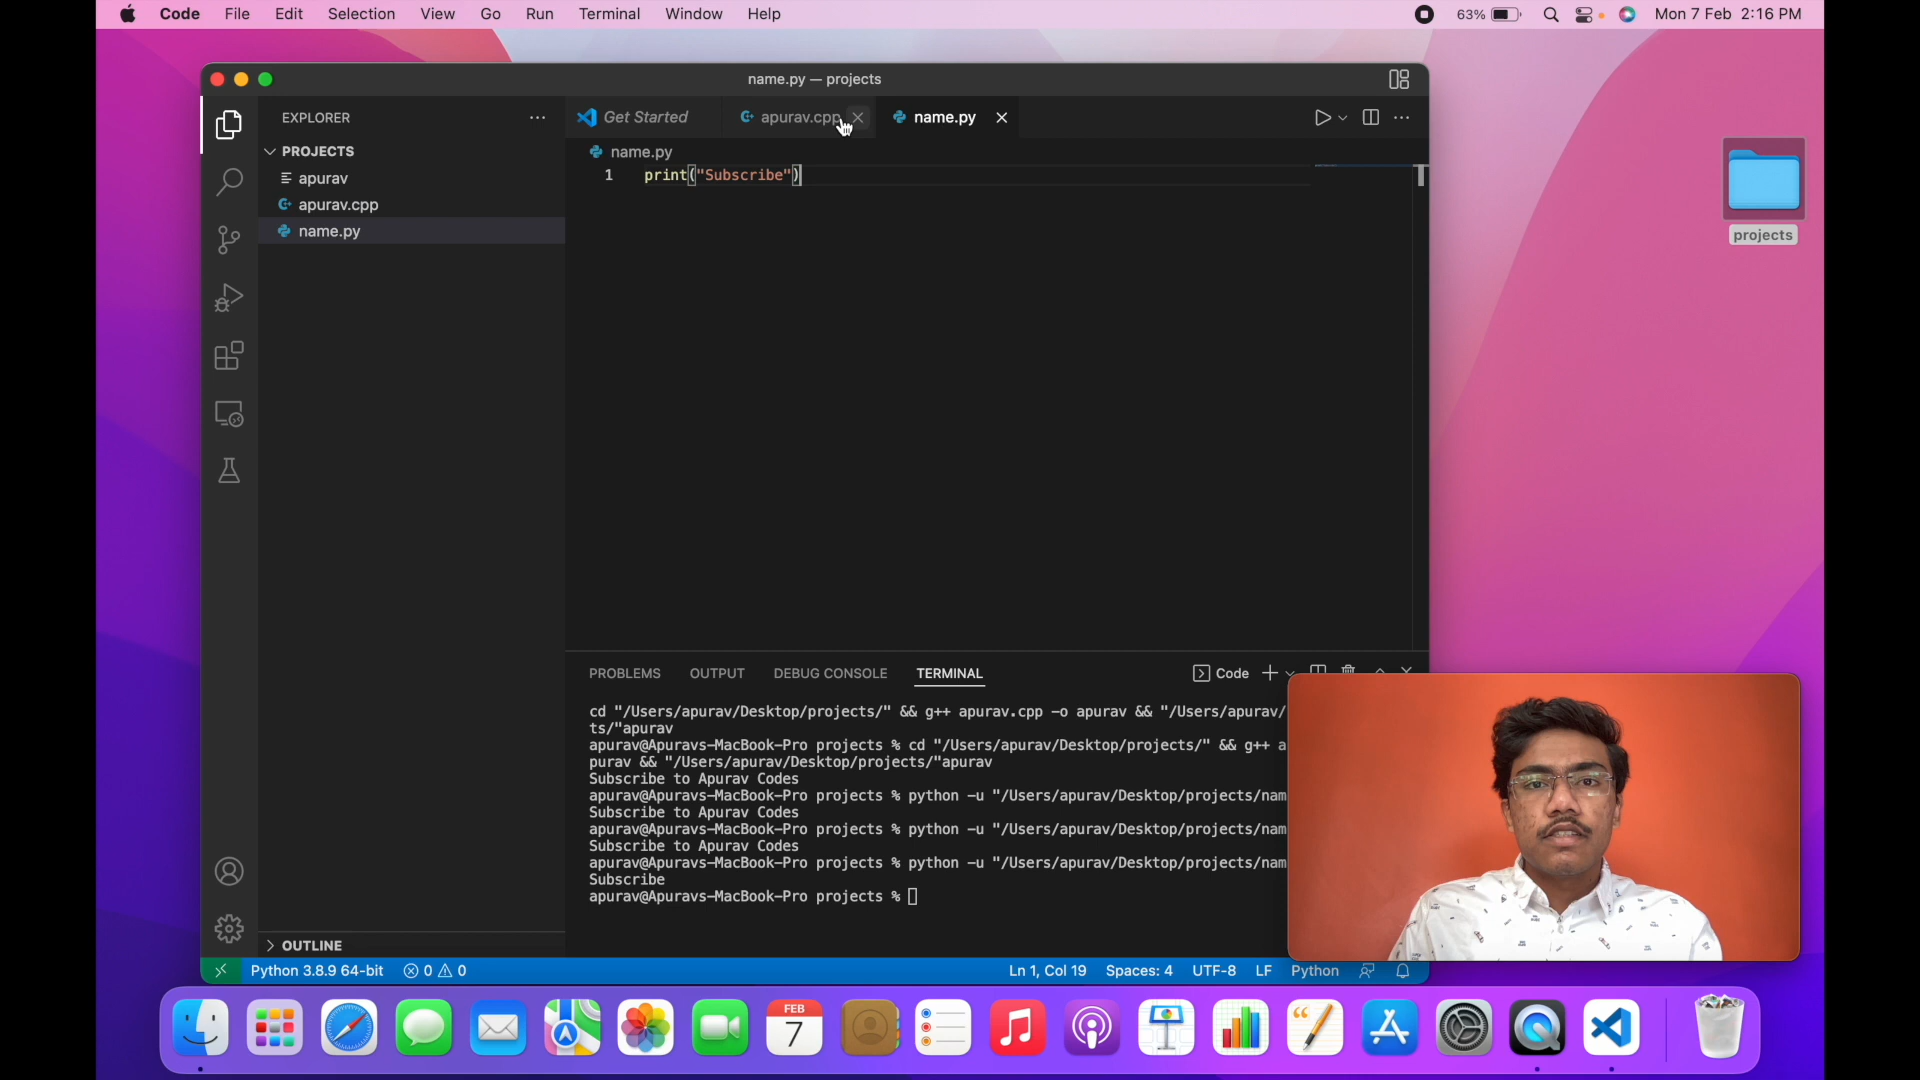 Code File Edit Selection View Go Run Terminal Window Help 63% Mon 7 Feb 2:16 PM
name.py — projects
EXPLORER
Get Started apurav.cpp name.py
PROJECTS
name.py
apurav
1 print("Subscribe")
apurav.cpp
name.py
projects
PROBLEMS OUTPUT DEBUG CONSOLE TERMINAL Code
cd "/Users/apurav/Desktop/projects/" && g++ apurav.cpp -o apurav && "/Users/apurav/
ts/"apurav
apurav@Apuravs-MacBook-Pro projects % cd "/Users/apurav/Desktop/projects/" && g++ a
purav && "/Users/apurav/Desktop/projects/"apurav
Subscribe to Apurav Codes
apurav@Apuravs-MacBook-Pro projects % python -u "/Users/apurav/Desktop/projects/nam
Subscribe to Apurav Codes
apurav@Apuravs-MacBook-Pro projects % python -u "/Users/apurav/Desktop/projects/nam
Subscribe to Apurav Codes
apurav@Apuravs-MacBook-Pro projects % python -u "/Users/apurav/Desktop/projects/nam
Subscribe
apurav@Apuravs-MacBook-Pro projects %
OUTLINE
Python 3.8.9 64-bit 0 0 Ln 1, Col 19 Spaces: 4 UTF-8 LF Python
FEB
7